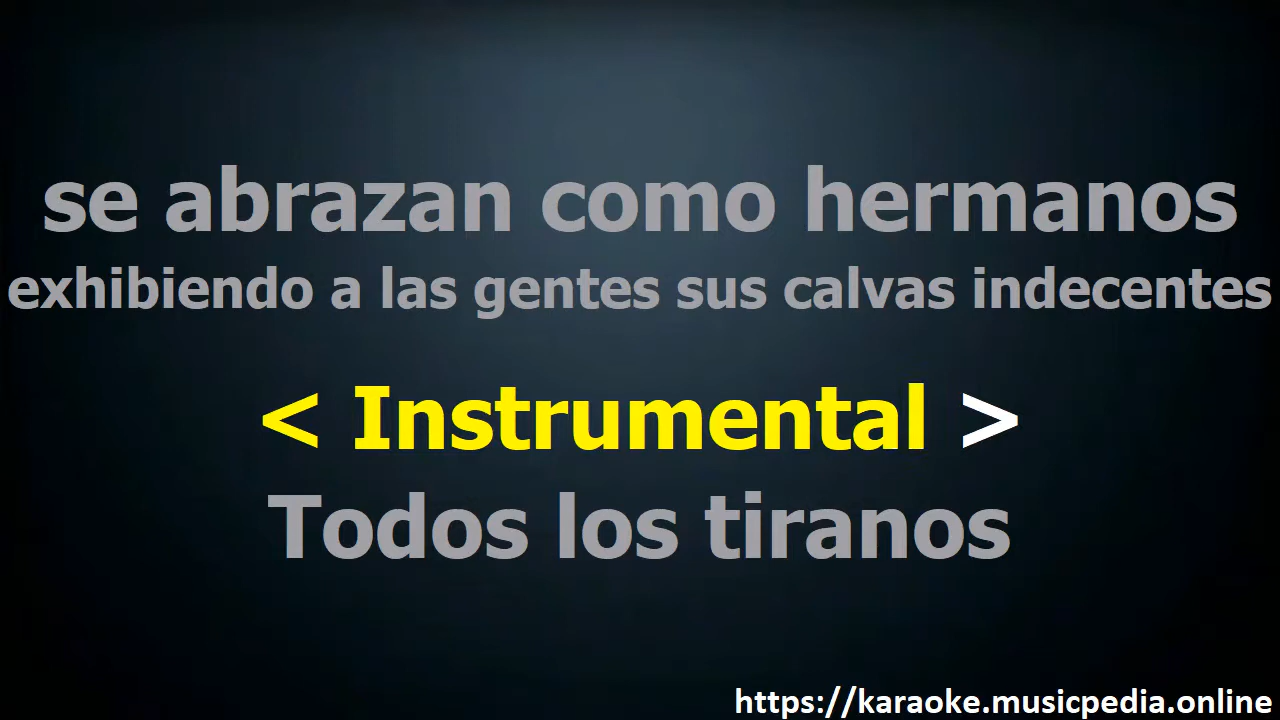 se abrazan como hermanos
exhibiendo a las gentes sus calvas indecentes
< Instrumental >
Todos los tiranos
https://karaoke.musicpedia.online